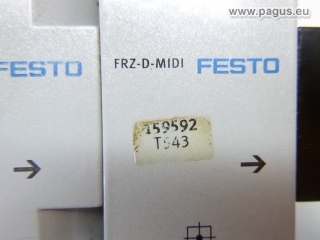 www.pagus.eu
FESTO
FRZ-D-MIDI FESTO
159592
T543